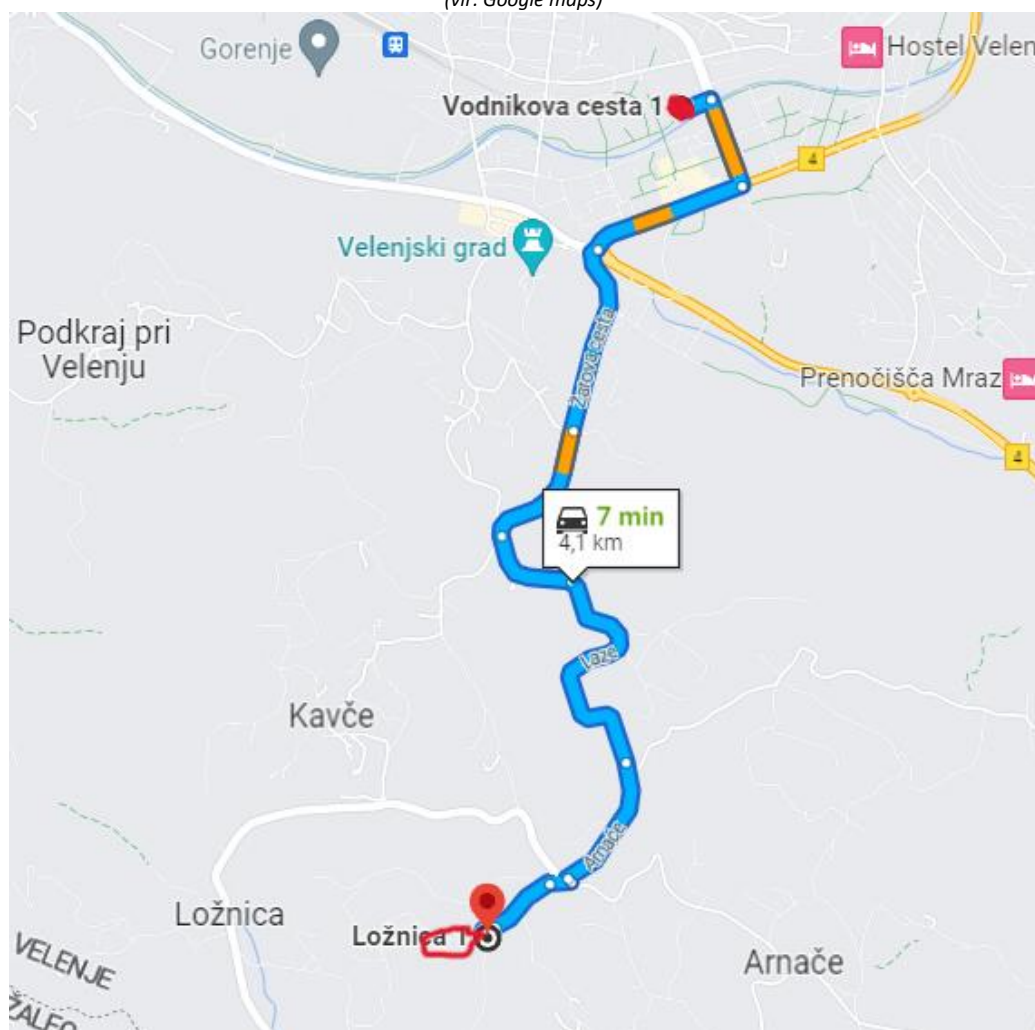 (vir: Google maps)
Gorenje
Hostel Velen
Vodnikova cesta 1
4
Velenjski grad
Podkraj pri
Velenju
Žarova cesta
Prenočišča Mraz
4
7 min
4,1 km
Laze
Kavče
Arnače
Ložnica
Ložnica 1
Arnače
VELENJE
ŽALEC